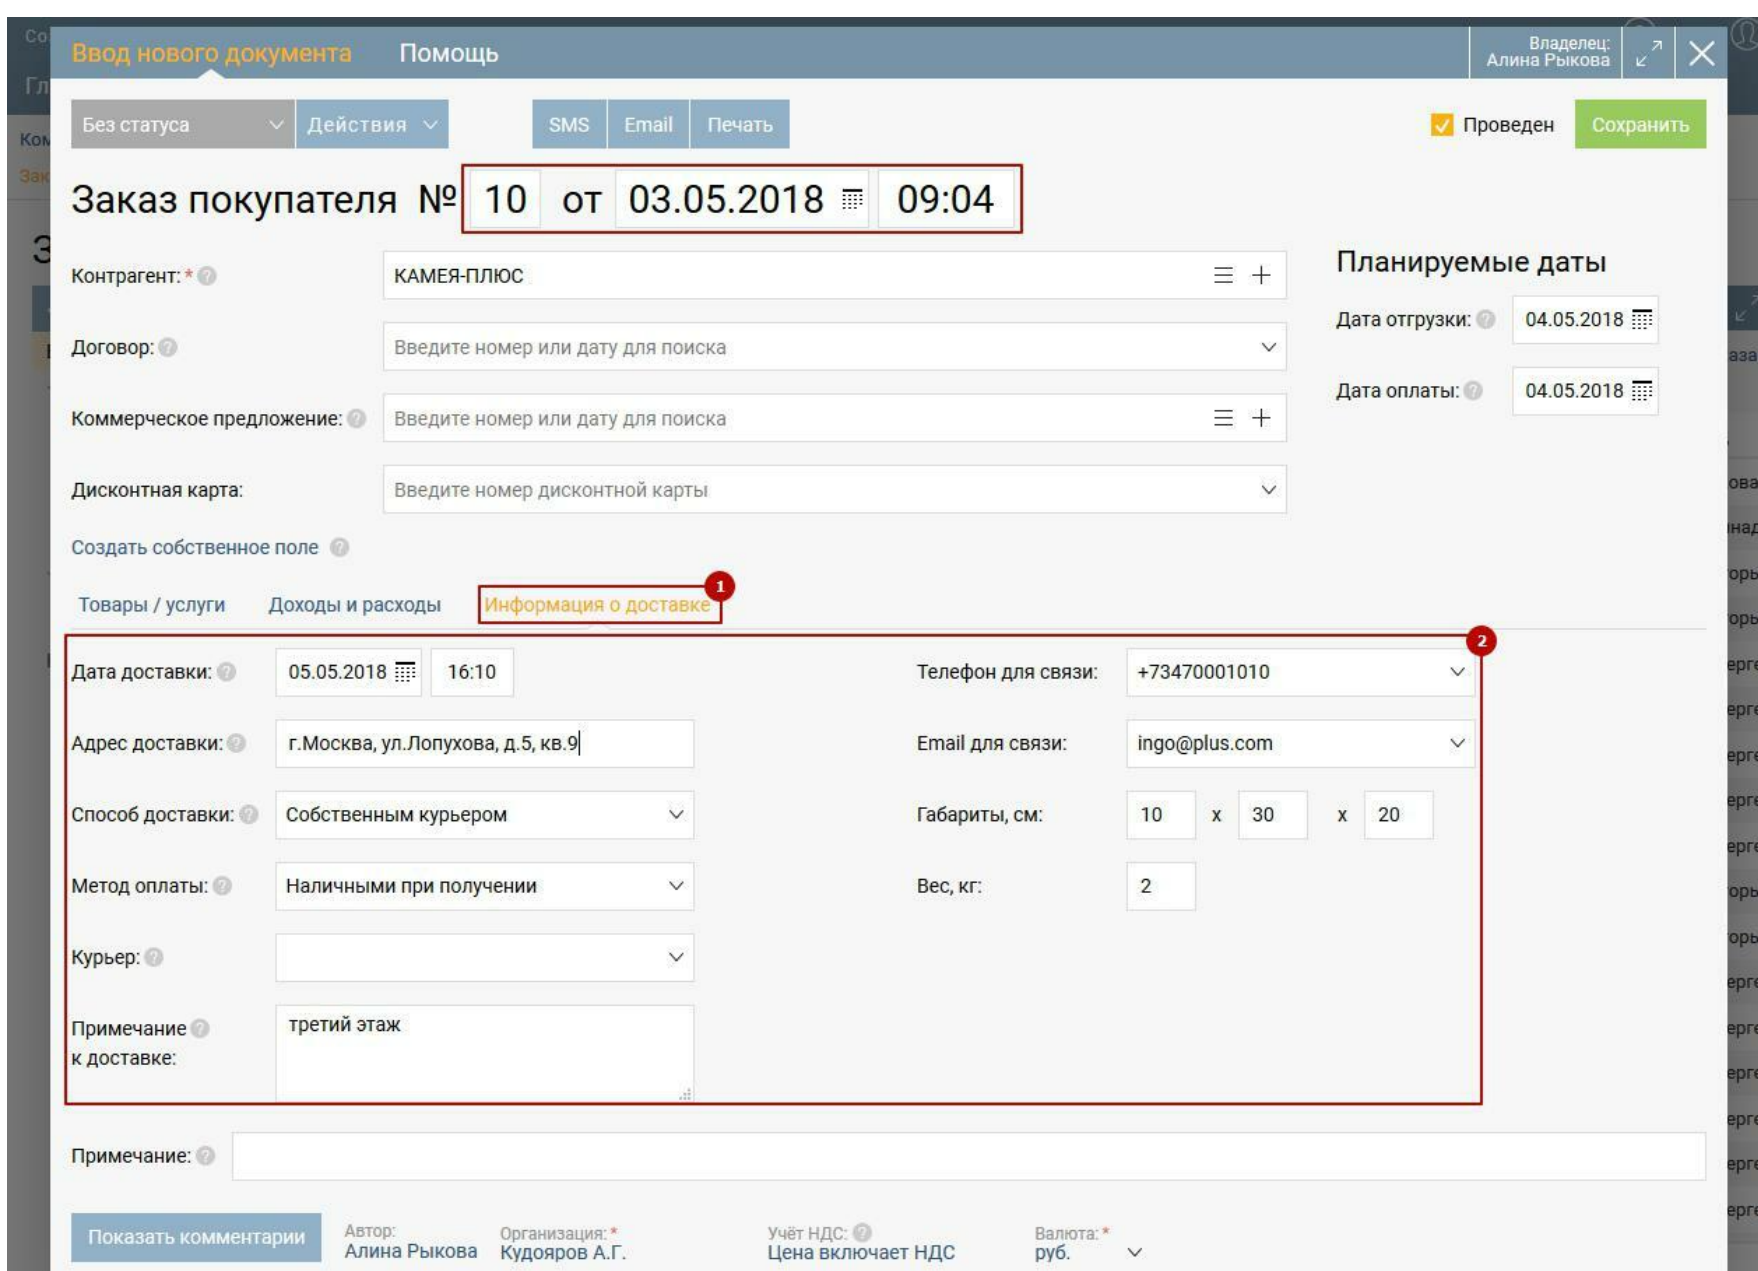 Ввод нового документа Помощь Владелец: Алина Рыкова
Без статуса Действия SMS Email Печать Проведен Сохранить
Заказ покупателя № 10 от 03.05.2018 09:04
Контрагент: * КАМЕЯ-ПЛЮС
Договор: Введите номер или дату для поиска
Коммерческое предложение: Введите номер или дату для поиска
Дисконтная карта: Введите номер дисконтной карты
Планируемые даты
Дата отгрузки: 04.05.2018
Дата оплаты: 04.05.2018
Создать собственное поле
Товары / услуги Доходы и расходы Информация о доставке 1
2
Дата доставки: 05.05.2018 16:10
Адрес доставки: г.Москва, ул.Лопухова, д.5, кв.9
Способ доставки: Собственным курьером
Метод оплаты: Наличными при получении
Курьер:
Примечание к доставке: третий этаж
Телефон для связи: +73470001010
Email для связи: ingo@plus.com
Габариты, см: 10 x 30 x 20
Вес, кг: 2
Примечание:
Показать комментарии
Автор:
Алина Рыкова
Организация: *
Кудояров А.Г.
Учёт НДС:
Цена включает НДС
Валюта: *
руб.